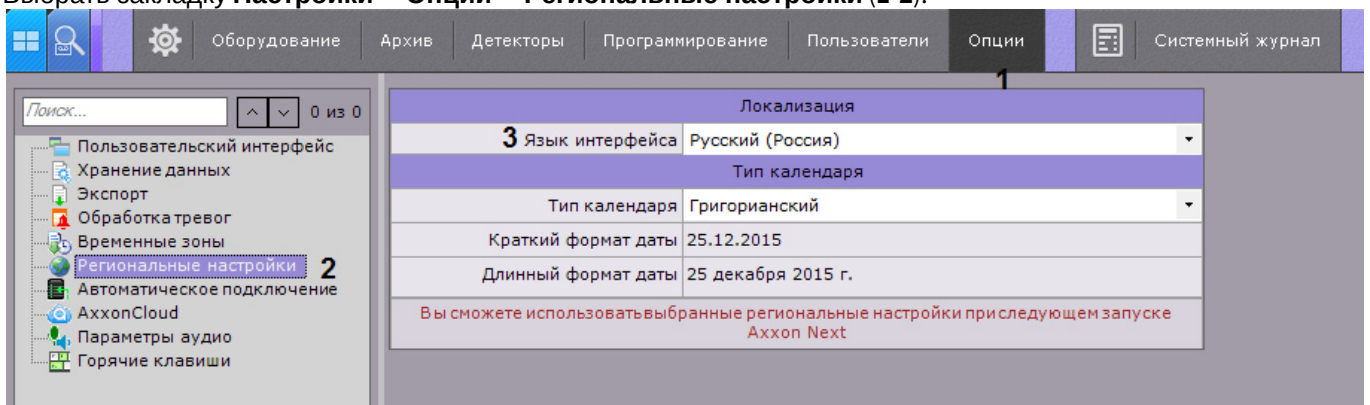 Выбрать закладку Настройки - Опции - Региональные настройки (1-2).
Оборудование Архив Детекторы Программирование Пользователи Опции Системный журнал
1
Поиск... 0 из 0
Пользовательский интерфейс
Хранение данных
Экспорт
Обработка тревог
Временные зоны
Региональные настройки 2
Автоматическое подключение
AxxonCloud
Параметры аудио
Горячие клавиши
Локализация
3 Язык интерфейса Русский (Россия)
Тип календаря
Тип календаря Григорианский
Краткий формат даты 25.12.2015
Длинный формат даты 25 декабря 2015 г.
Вы сможете использовать выбранные региональные настройки при следующем запуске
Axxon Next